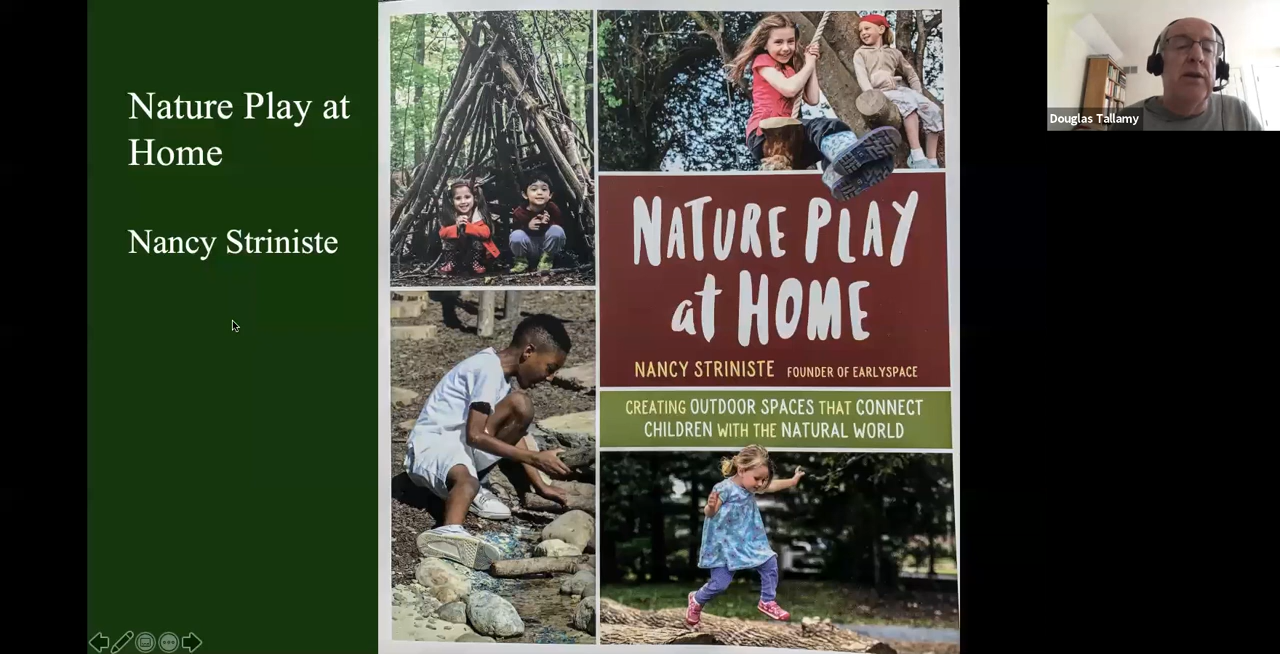 Nature Play at
Home
Nancy Striniste
NATURE PLAY
at HOME
NANCY STRINISTE FOUNDER OF EARLYSPACE
CREATING OUTDOOR SPACES THAT CONNECT
CHILDREN WITH THE NATURAL WORLD
Douglas Tallamy